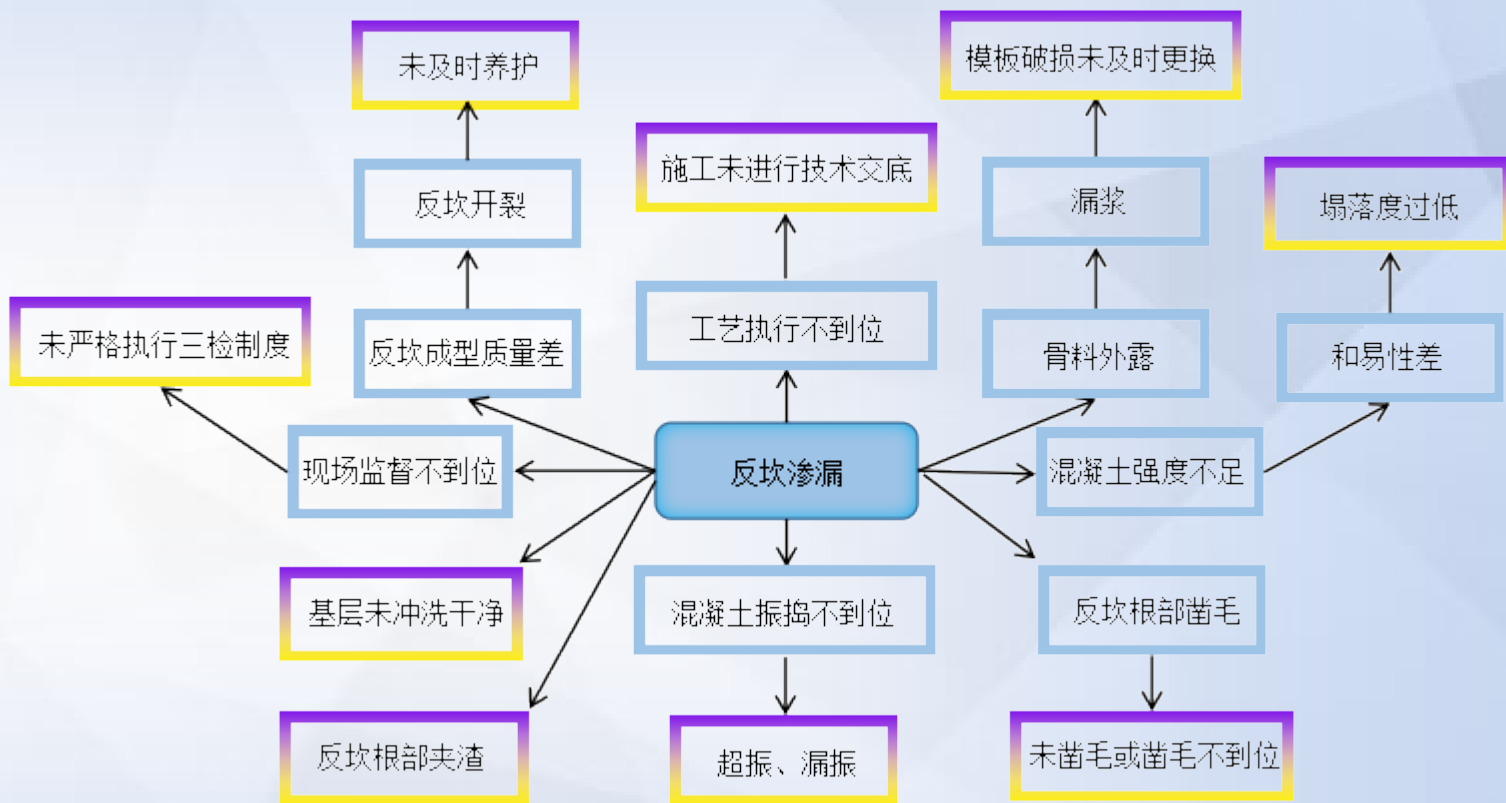 未及时养护
模板破损未及时更换
施工未进行技术交底
反坎开裂
漏浆
塌落度过低
未严格执行三检制度
反坎成型质量差
工艺执行不到位
骨料外露
和易性差
现场监督不到位
反坎渗漏
混凝土强度不足
基层未冲洗干净
混凝土振捣不到位
反坎根部凿毛
反坎根部夹渣
超振、漏振
未凿毛或凿毛不到位